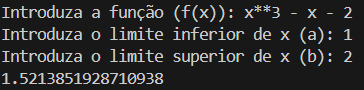 Introduza a função (f(x)): x**3 - x - 2
Introduza o limite inferior de x (a): 1
Introduza o limite superior de x (b): 2
1.5213851928710938